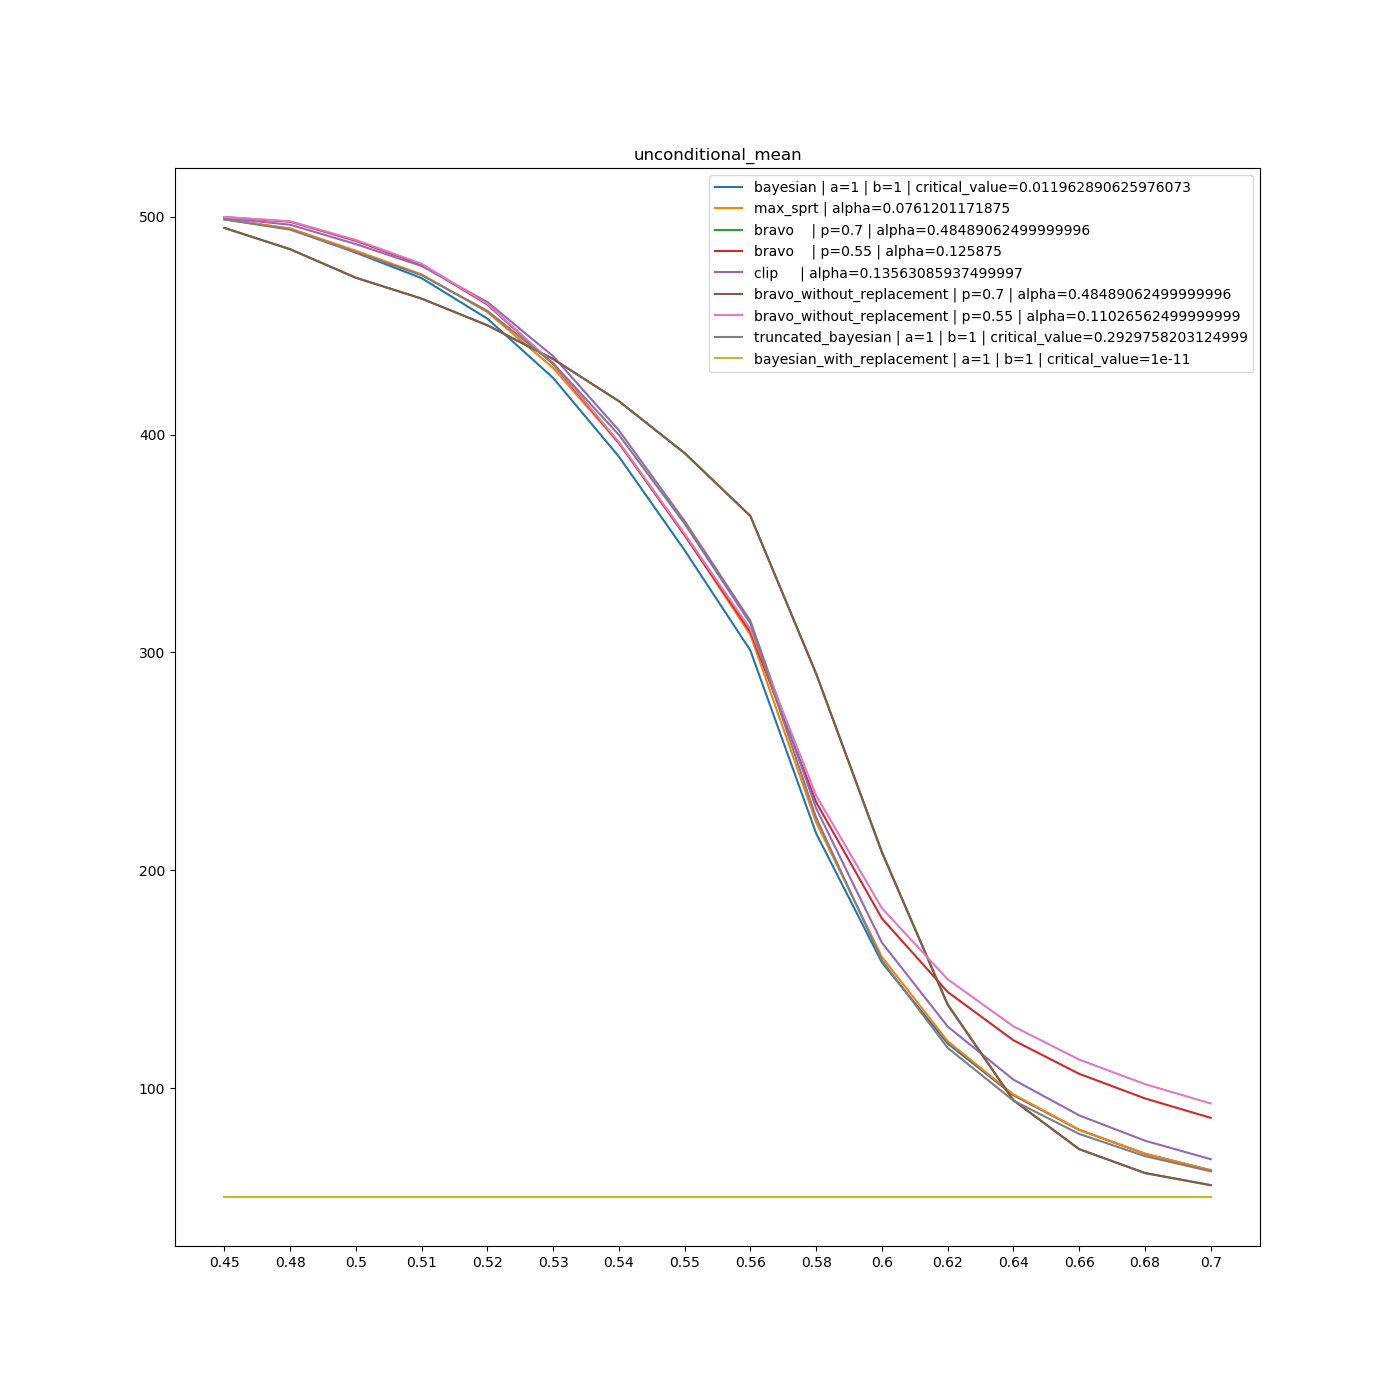 unconditional_mean
bayesian | a=1 | b=1 | critical_value=0.011962890625976073
max_sprt | alpha=0.0761201171875
bravo    | p=0.7 | alpha=0.48489062499999996
bravo    | p=0.55 | alpha=0.125875
clip     | alpha=0.13563085937499997
bravo_without_replacement | p=0.7 | alpha=0.48489062499999996
bravo_without_replacement | p=0.55 | alpha=0.11026562499999999
truncated_bayesian | a=1 | b=1 | critical_value=0.2929758203124999
bayesian_with_replacement | a=1 | b=1 | critical_value=1e-11
500
400
300
200
100
0.45 0.48 0.5 0.51 0.52 0.53 0.54 0.55 0.56 0.58 0.6 0.62 0.64 0.66 0.68 0.7